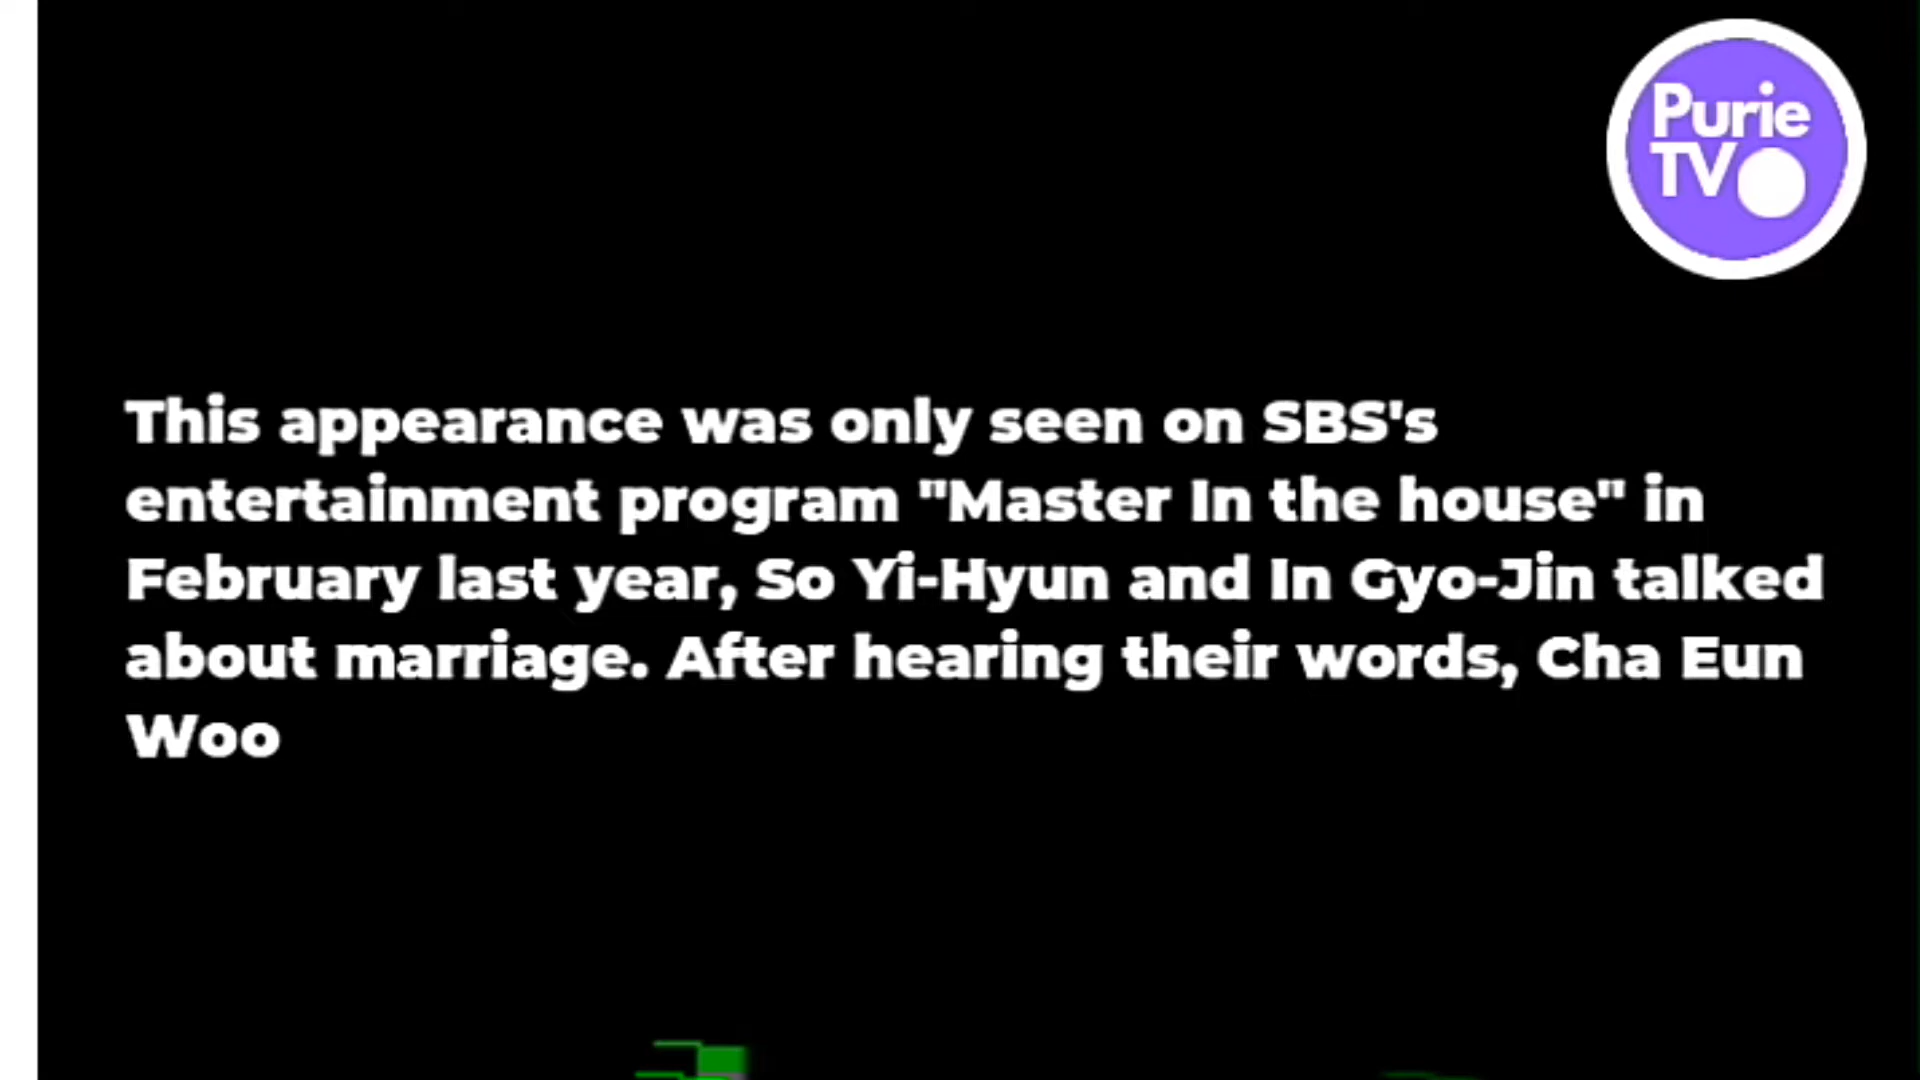 Purie
TV
This appearance was only seen on SBS's
entertainment program "Master In the house" in
February last year, So Yi-Hyun and In Gyo-Jin talked
about marriage. After hearing their words, Cha Eun
Woo